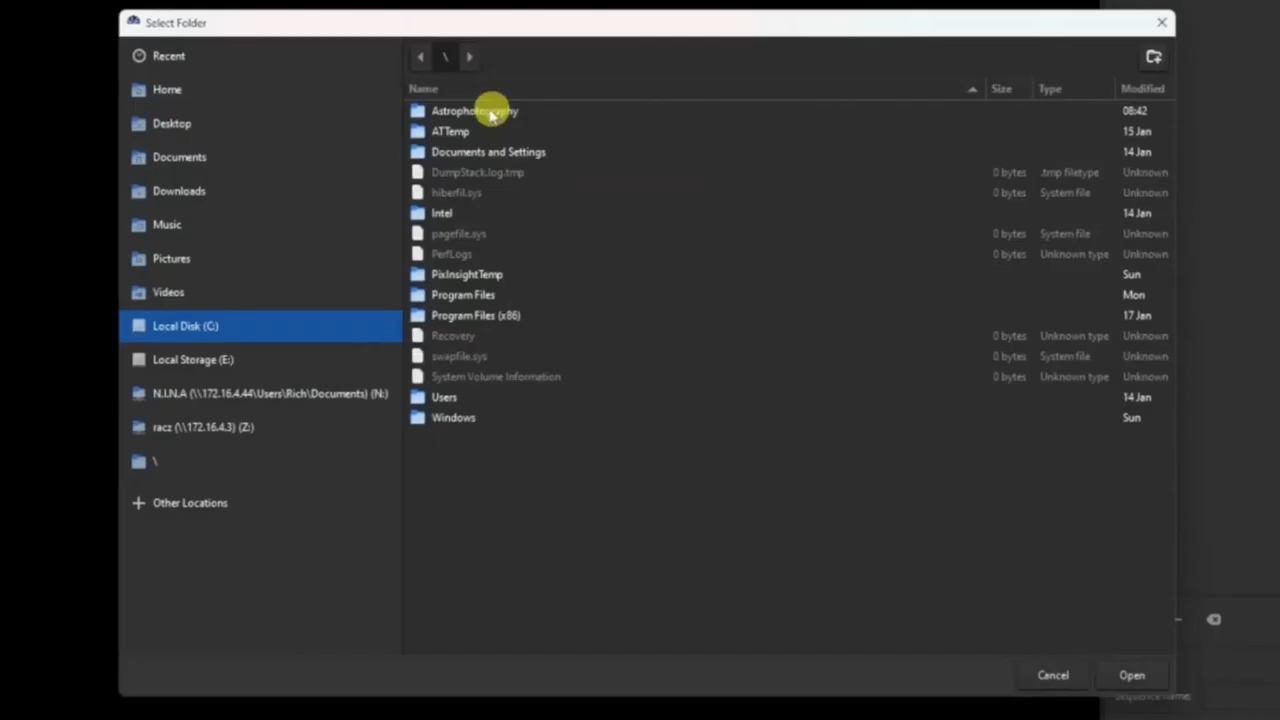 Select Folder
Recent
Home
Desktop
Documents
Downloads
Music
Pictures
Videos
Local Disk (C:)
Local Storage (E:)
N.I.N.A (\\172.16.4.44\Users\Rich\Documents) (N:)
racz (\\172.16.4.3) (Z:)
\
Other Locations
\
Name Size Type Modified
Astrophotography 08:42
ATTemp 15 Jan
Documents and Settings 14 Jan
DumpStack.log.tmp 0 bytes .tmp filetype Unknown
hiberfil.sys 0 bytes System file Unknown
Intel 14 Jan
pagefile.sys 0 bytes System file Unknown
PerfLogs 0 bytes Unknown type Unknown
PixInsightTemp Sun
Program Files Mon
Program Files (x86) 17 Jan
Recovery 0 bytes Unknown type Unknown
swapfile.sys 0 bytes System file Unknown
System Volume Information 0 bytes Unknown type Unknown
Users 14 Jan
Windows Sun
Cancel Open
Sequence Name: